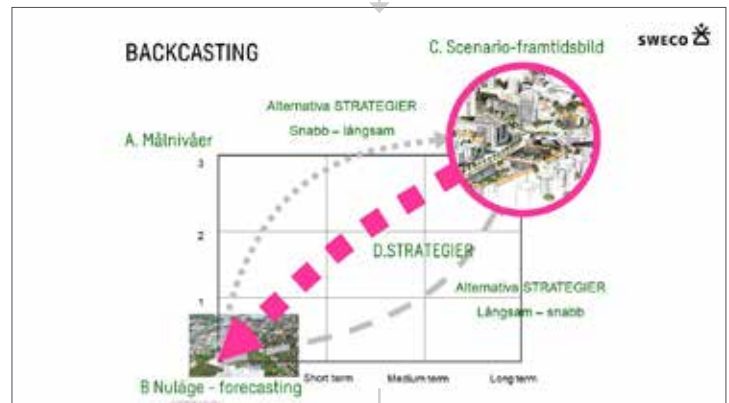 BACKCASTING
C. Scenario-framtidsbild
SWECO
Alternativa STRATEGIER
Snabb – långsam
A. Målnivåer
3
2
D.STRATEGIER
1
Alternativa STRATEGIER
Långsam – snabb
Short term
Medium term
Long term
B Nuläge - forecasting